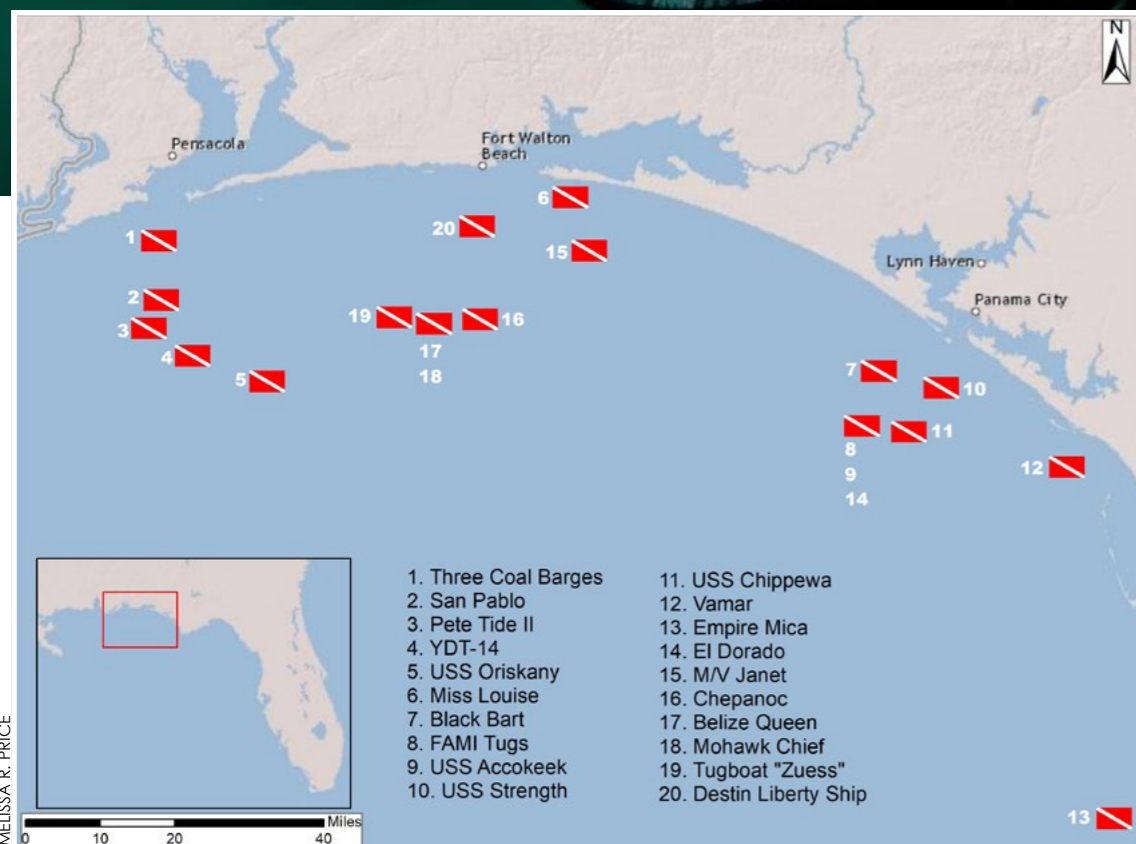 N
Pensacola
Fort Walton
Beach
6
1
20
15
Lynn Haven
2
Panama City
3
19
16
17
4
18
5
7
10
8
11
9
12
14
1. Three Coal Barges
2. San Pablo
3. Pete Tide II
4. YDT-14
5. USS Oriskany
6. Miss Louise
7. Black Bart
8. FAMI Tugs
9. USS Accokeek
10. USS Strength
11. USS Chippewa
12. Vamar
13. Empire Mica
14. El Dorado
15. M/V Janet
16. Chepanoc
17. Belize Queen
18. Mohawk Chief
19. Tugboat "Zuess"
20. Destin Liberty Ship
13
Miles
0 10 20 40
MELISSA R. PRICE